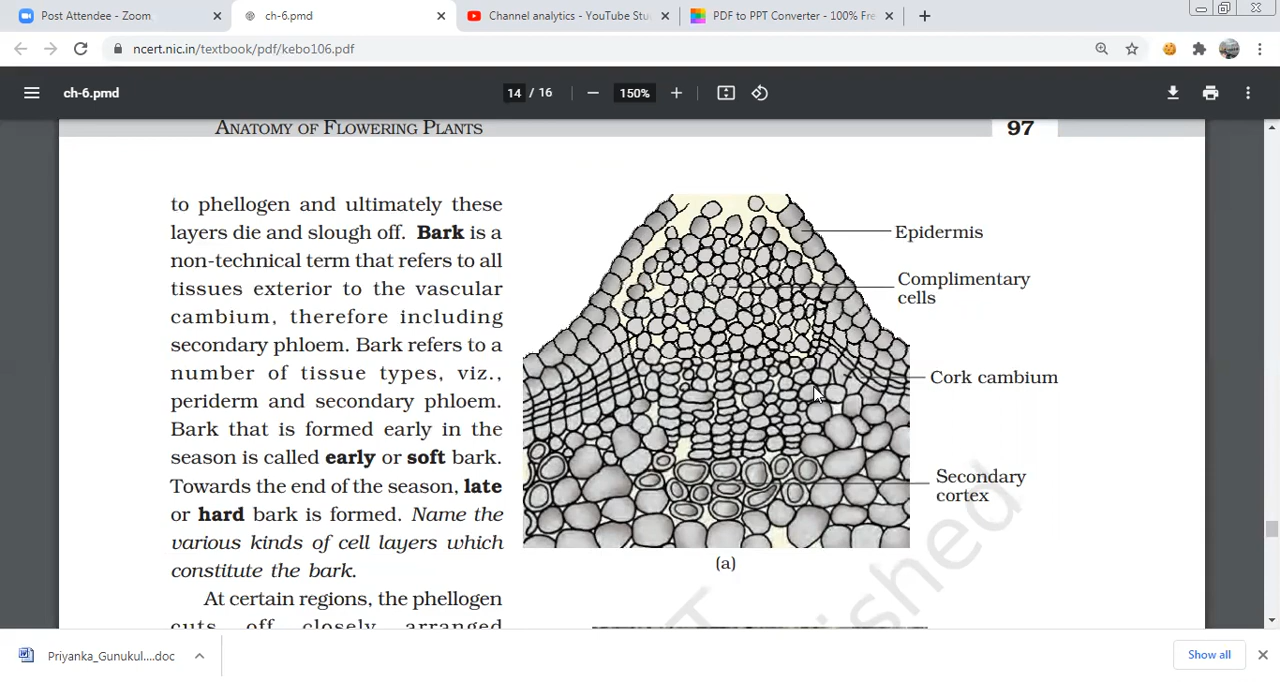 Post Attendee - Zoom
ch-6.pmd
Channel analytics - YouTube Stu
PDF to PPT Converter - 100% Fre
ncert.nic.in/textbook/pdf/kebo106.pdf
ch-6.pmd
14 / 16
150%
ANATOMY OF FLOWERING PLANTS
97
to phellogen and ultimately these
layers die and slough off. Bark is a
non-technical term that refers to all
tissues exterior to the vascular
cambium, therefore including
secondary phloem. Bark refers to a
number of tissue types, viz.,
periderm and secondary phloem.
Bark that is formed early in the
season is called early or soft bark.
Towards the end of the season, late
or hard bark is formed. Name the
various kinds of cell layers which
constitute the bark.
At certain regions, the phellogen
cuts off closely arranged
Epidermis
Complimentary
cells
Cork cambium
Secondary
cortex
(a)
Priyanka_Gunukul....doc
Show all